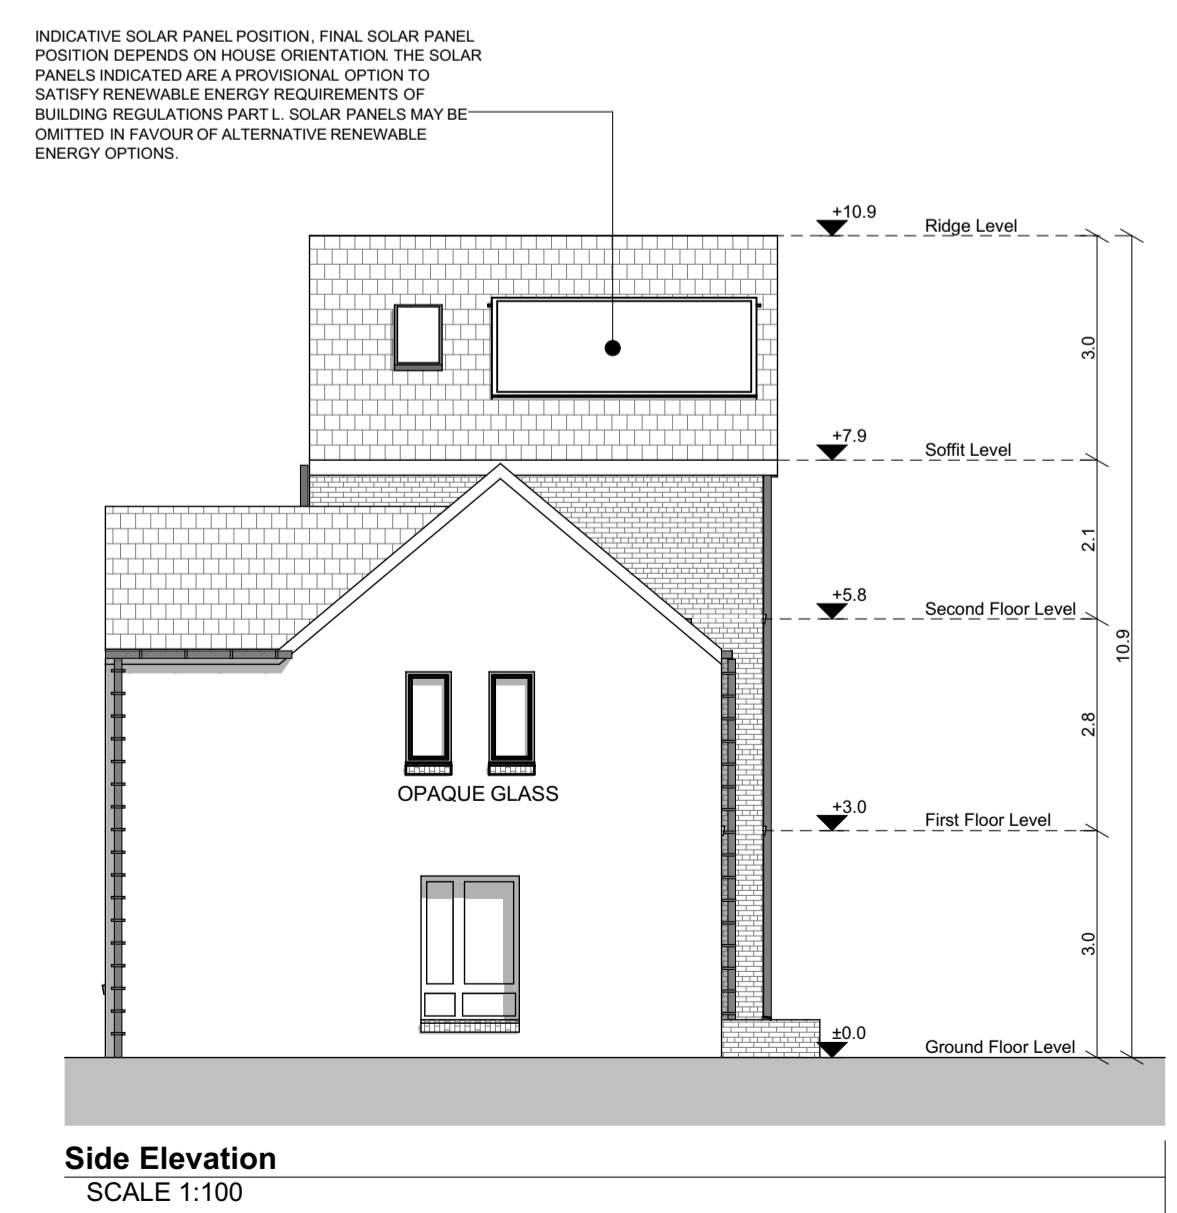 INDICATIVE SOLAR PANEL POSITION, FINAL SOLAR PANEL
POSITION DEPENDS ON HOUSE ORIENTATION. THE SOLAR
PANELS INDICATED ARE A PROVISIONAL OPTION TO
SATISFY RENEWABLE ENERGY REQUIREMENTS OF
BUILDING REGULATIONS PART L. SOLAR PANELS MAY BE
OMITTED IN FAVOUR OF ALTERNATIVE RENEWABLE
ENERGY OPTIONS.
+10.9
Ridge Level
3.0
+7.9
Soffit Level
2.1
+5.8
Second Floor Level
10.9
2.8
OPAQUE GLASS
+3.0
First Floor Level
3.0
±0.0
Ground Floor Level
Side Elevation
SCALE 1:100